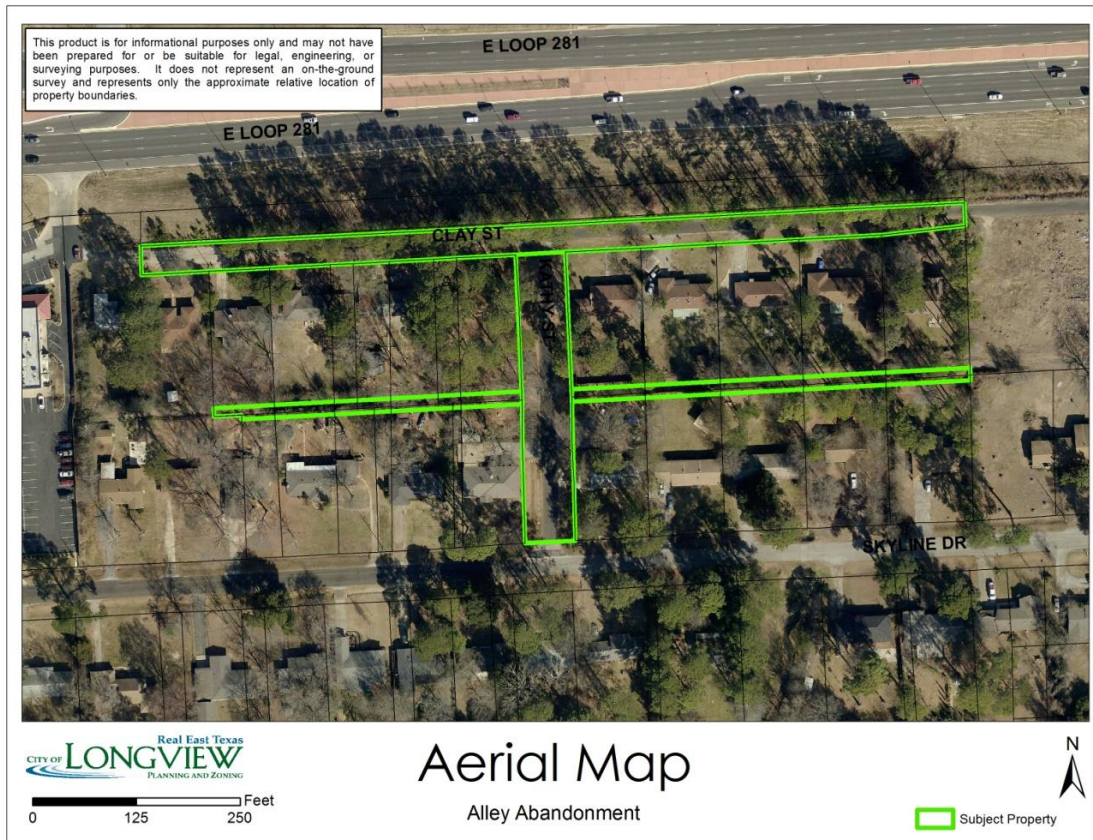 This product is for informational purposes only and may not have
been prepared for or be suitable for legal, engineering, or
surveying purposes. It does not represent an on-the-ground
survey and represents only the approximate relative location of
property boundaries.
E LOOP 281
E LOOP 281
CLAY ST
ST
SKYLINE DR
Real East Texas
CITY OF LONGVIEW
PLANNING AND ZONING
Feet
0 125 250
Aerial Map
Alley Abandonment
N
Subject Property